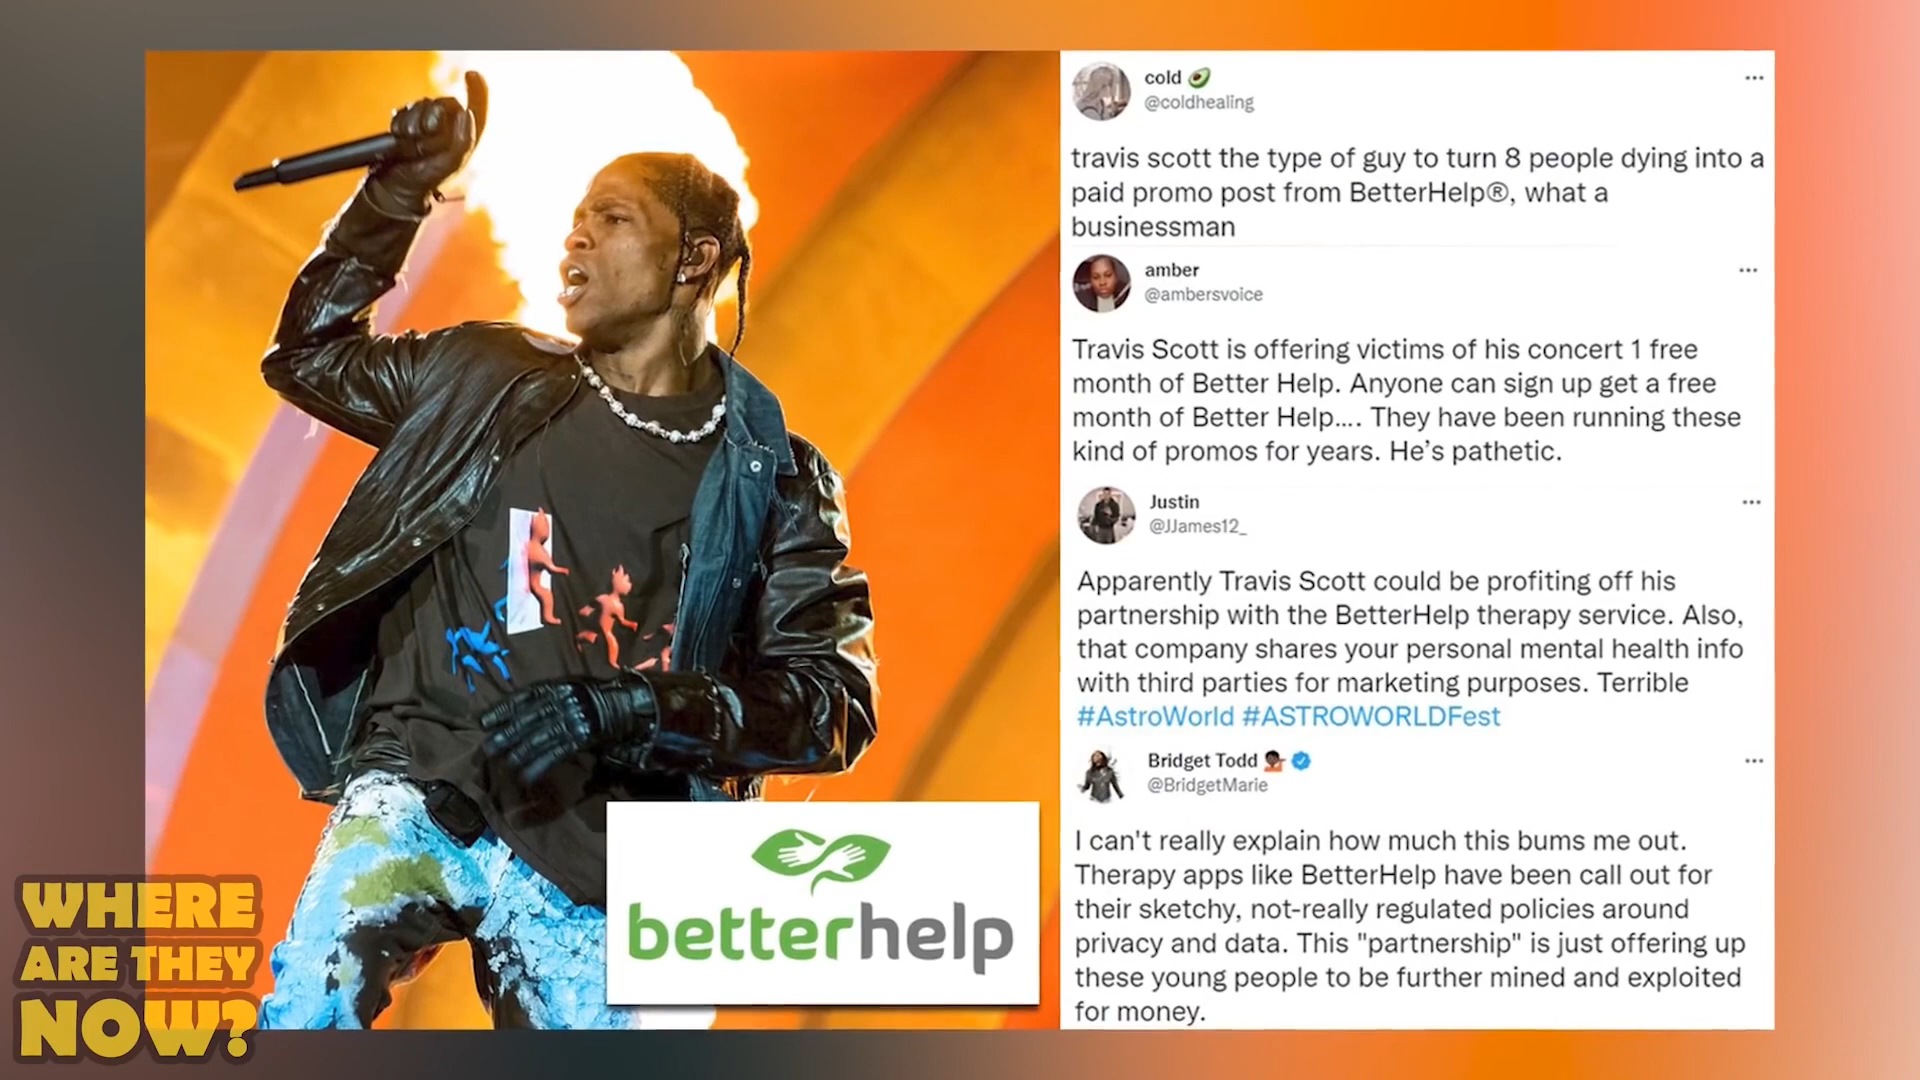 cold 🥑
@coldhealing
travis scott the type of guy to turn 8 people dying into a
paid promo post from BetterHelp®, what a
businessman
amber
@ambersvoice
Travis Scott is offering victims of his concert 1 free
month of Better Help. Anyone can sign up get a free
month of Better Help.... They have been running these
kind of promos for years. He's pathetic.
Justin
@JJames12_
Apparently Travis Scott could be profiting off his
partnership with the BetterHelp therapy service. Also,
that company shares your personal mental health info
with third parties for marketing purposes. Terrible
#AstroWorld #ASTROWORLDFest
Bridget Todd 💁🏿
@BridgetMarie
I can't really explain how much this bums me out.
Therapy apps like BetterHelp have been call out for
their sketchy, not-really regulated policies around
privacy and data. This "partnership" is just offering up
these young people to be further mined and exploited
for money.
betterhelp
WHERE
ARE THEY
NOW?